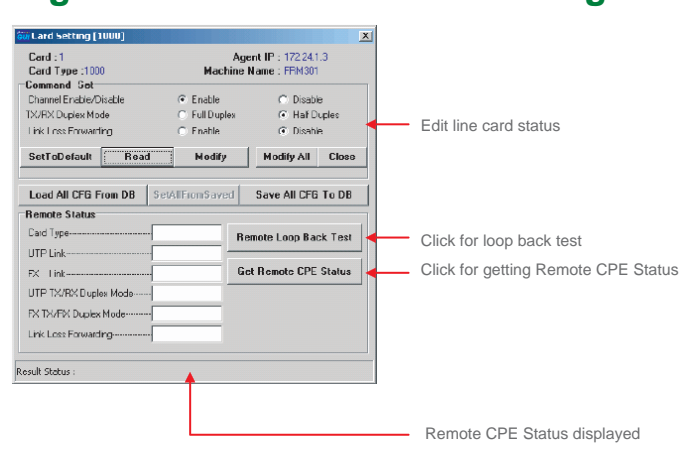 Card Setting [1000]
Card : 1
Agent IP : 172.24.1.3
Card Type :1000
Machine Name : FRM301
Command Set
Channel Enable/Disable
Enable
Disable
TX/RX Duplex Mode
Full Duplex
Half Duplex
Link Loss Forwarding
Enable
Disable
SetToDefault
Read
Modify
Modify All
Close
Edit line card status
Load All CFG From DB
SetAllFromSaved
Save All CFG To DB
Remote Status
Card Type
Remote Loop Back Test
Click for loop back test
UTP Link
FX Link
Get Remote CPE Status
Click for getting Remote CPE Status
UTP TX/RX Duplex Mode
FX TX/RX Duplex Mode
Link Loss Forwarding
Result Status :
Remote CPE Status displayed